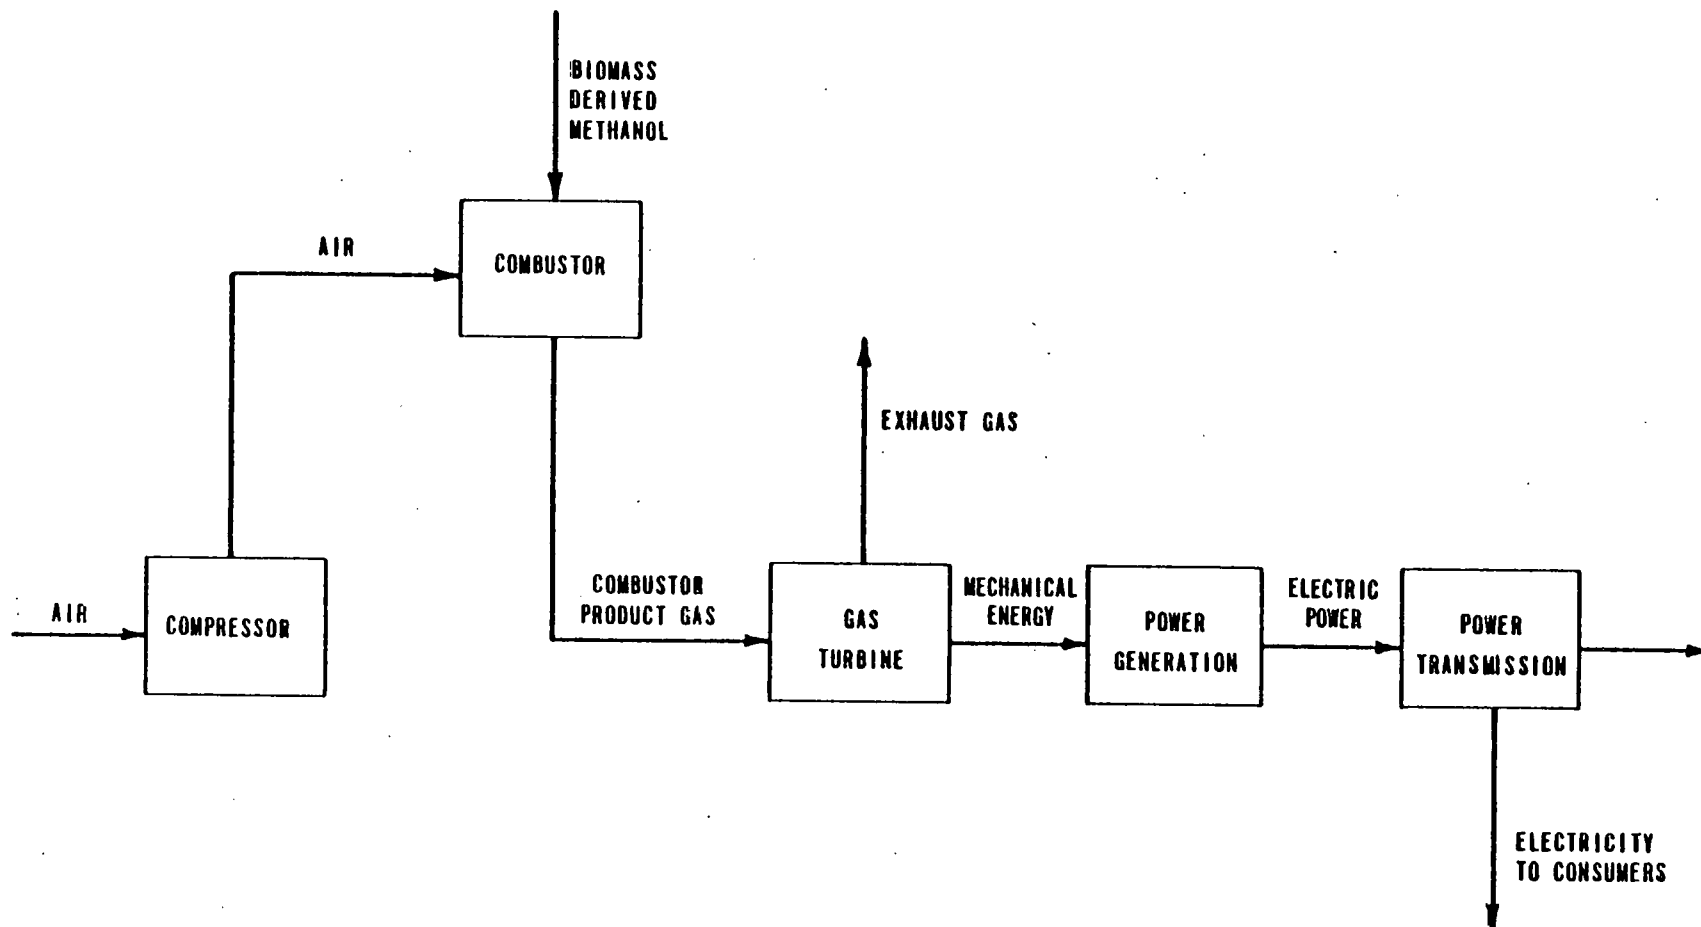 BIOMASS
DERIVED
METHANOL
AIR
COMBUSTOR
EXHAUST GAS
AIR
COMPRESSOR
COMBUSTOR
PRODUCT GAS
GAS
TURBINE
MECHANICAL
ENERGY
POWER
GENERATION
ELECTRIC
POWER
POWER
TRANSMISSION
ELECTRICITY
TO CONSUMERS